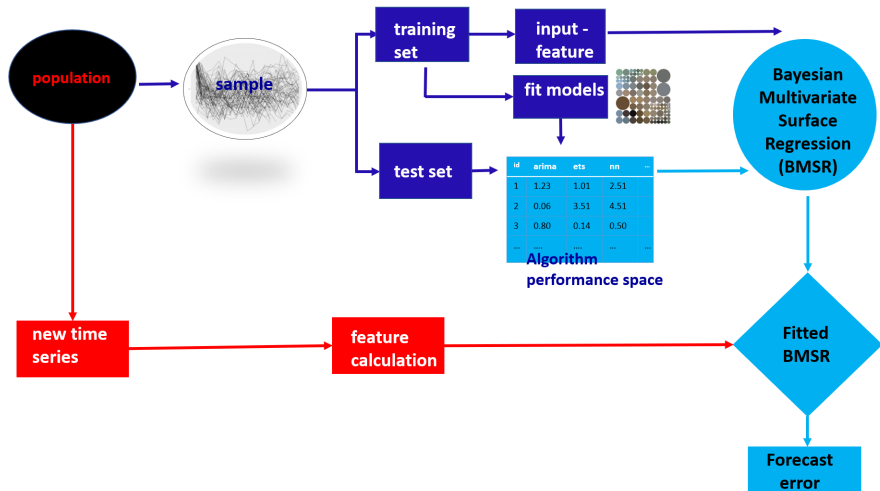 population
sample
training
set
input -
feature
fit models
test set
id arima ets nn ..
1 1.23 1.01 2.51
2 0.06 3.51 4.51
3 0.80 0.14 0.50
... .... .... ... ...
Algorithm
performance space
Bayesian
Multivariate
Surface
Regression
(BMSR)
new time
series
feature
calculation
Fitted
BMSR
Forecast
error